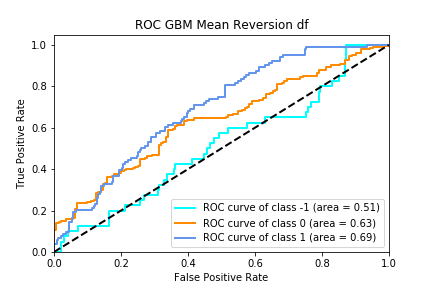 ROC GBM Mean Reversion df
True Positive Rate
1.0
0.8
0.6
0.4
0.2
0.0
ROC curve of class -1 (area = 0.51)
ROC curve of class 0 (area = 0.63)
ROC curve of class 1 (area = 0.69)
0.0 0.2 0.4 0.6 0.8 1.0
False Positive Rate